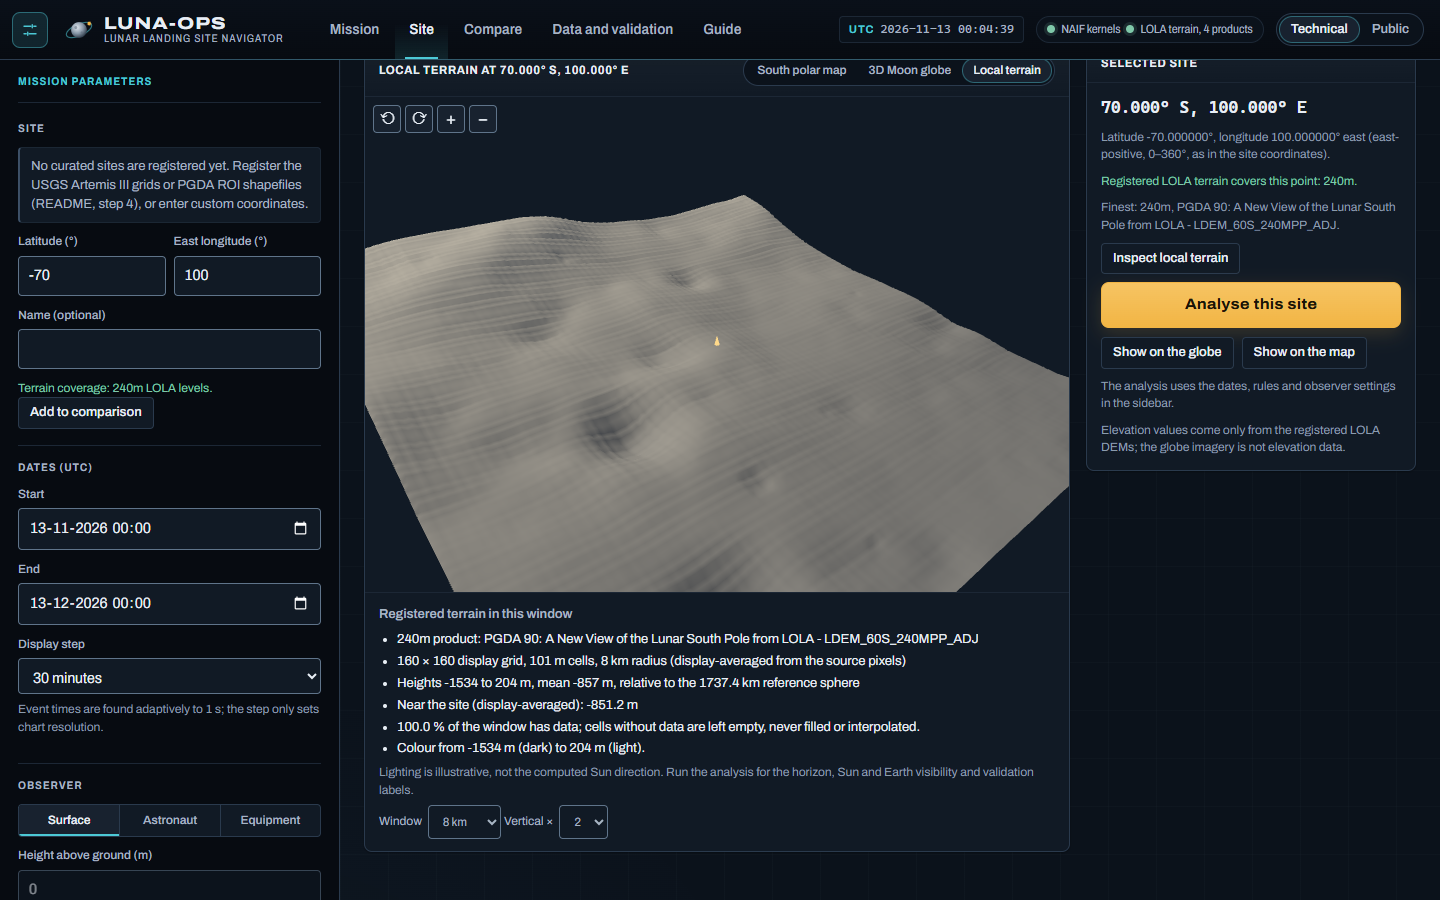 LUNA-OPS
LUNAR LANDING SITE NAVIGATOR
Mission
Site
Compare
Data and validation
Guide
UTC 2026-11-13 00:04:39
NAIF kernels
LOLA terrain, 4 products
Technical
Public
MISSION PARAMETERS
SITE
No curated sites are registered yet. Register the
USGS Artemis III grids or PGDA ROI shapefiles
(README, step 4), or enter custom coordinates.
Latitude (°)
East longitude (°)
-70
100
Name (optional)
Terrain coverage: 240m LOLA levels.
Add to comparison
DATES (UTC)
Start
13-11-2026 00:00
End
13-12-2026 00:00
Display step
30 minutes
Event times are found adaptively to 1 s; the step only sets
chart resolution.
OBSERVER
Surface
Astronaut
Equipment
Height above ground (m)
0
LOCAL TERRAIN AT 70.000° S, 100.000° E
South polar map
3D Moon globe
Local terrain
+
−
Registered terrain in this window
• 240m product: PGDA 90: A New View of the Lunar South Pole from LOLA - LDEM_60S_240MPP_ADJ
• 160 × 160 display grid, 101 m cells, 8 km radius (display-averaged from the source pixels)
• Heights -1534 to 204 m, mean -857 m, relative to the 1737.4 km reference sphere
• Near the site (display-averaged): -851.2 m
• 100.0 % of the window has data; cells without data are left empty, never filled or interpolated.
• Colour from -1534 m (dark) to 204 m (light).
Lighting is illustrative, not the computed Sun direction. Run the analysis for the horizon, Sun and Earth visibility and validation
labels.
Window
8 km
Vertical ×
2
SELECTED SITE
70.000° S, 100.000° E
Latitude -70.000000°, longitude 100.000000° east (east-
positive, 0–360°, as in the site coordinates).
Registered LOLA terrain covers this point: 240m.
Finest: 240m, PGDA 90: A New View of the Lunar South
Pole from LOLA - LDEM_60S_240MPP_ADJ.
Inspect local terrain
Analyse this site
Show on the globe
Show on the map
The analysis uses the dates, rules and observer settings
in the sidebar.
Elevation values come only from the registered LOLA
DEMs; the globe imagery is not elevation data.